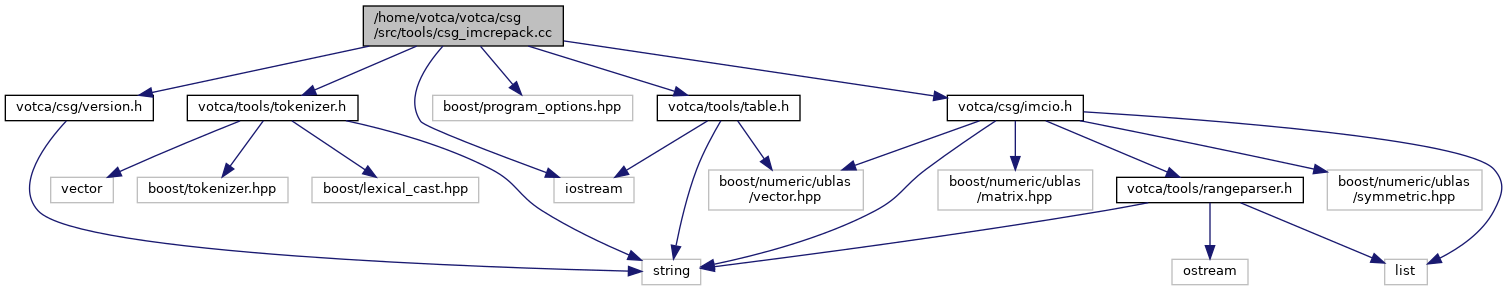 /home/votca/votca/csg
/src/tools/csg_imcrepack.cc
votca/csg/version.h
votca/tools/tokenizer.h
boost/program_options.hpp
votca/tools/table.h
votca/csg/imcio.h
vector
boost/tokenizer.hpp
boost/lexical_cast.hpp
iostream
boost/numeric/ublas
/vector.hpp
boost/numeric/ublas
/matrix.hpp
votca/tools/rangeparser.h
boost/numeric/ublas
/symmetric.hpp
string
ostream
list